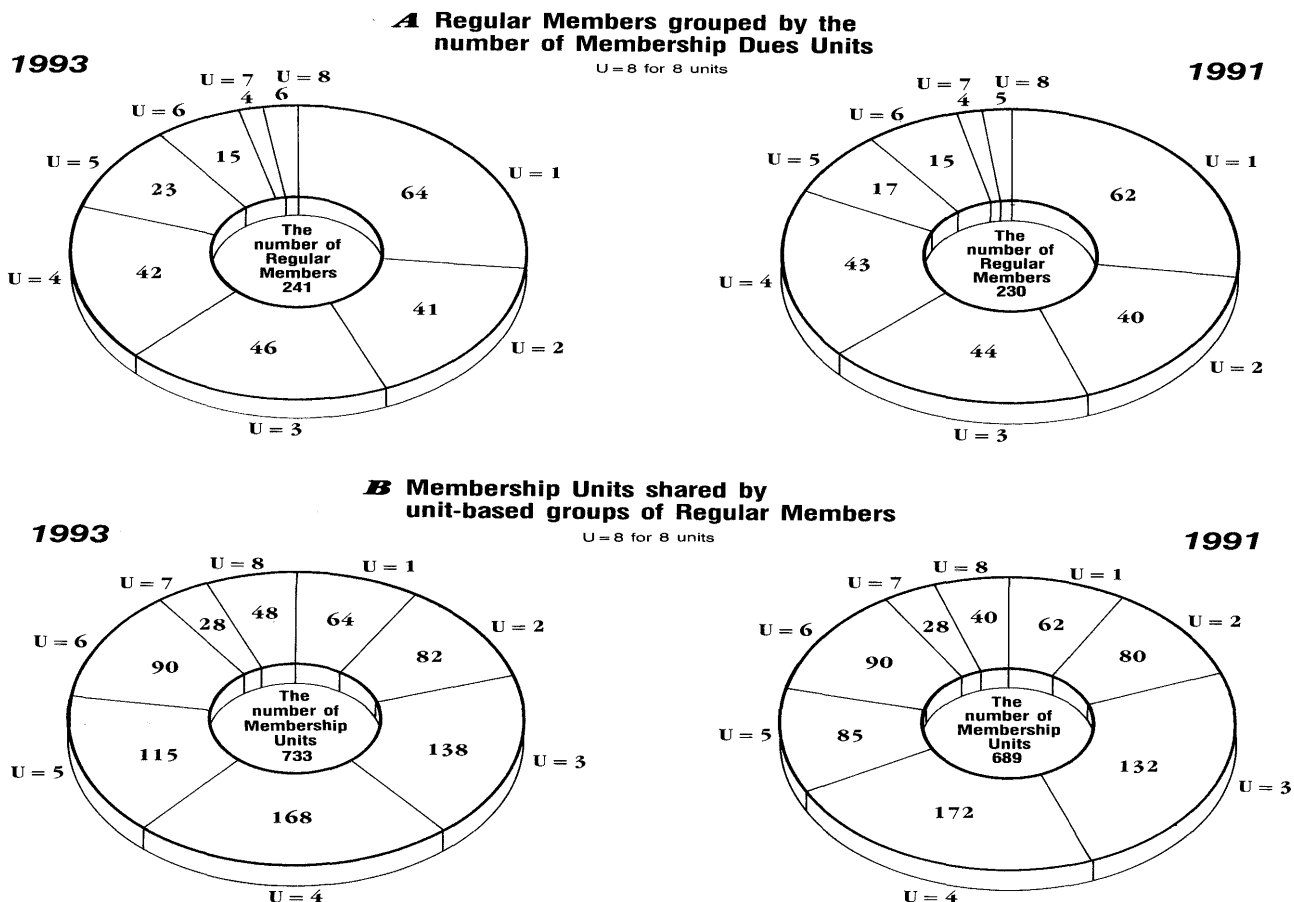 A Regular Members grouped by the
number of Membership Dues Units
U=8 for 8 units
1993
U = 7
U = 8
4
6
U = 6
U = 5
15
23
64
U = 1
U = 4
42
The
number of
Regular
Members
241
41
46
U = 2
U = 3
1991
U = 7
U = 8
4
5
U = 6
U = 5
15
17
62
U = 1
U = 4
43
The
number of
Regular
Members
230
40
44
U = 2
U = 3
B Membership Units shared by
unit-based groups of Regular Members
U=8 for 8 units
1993
U = 8
U = 1
U = 7
U = 6
28
48
64
U = 2
90
82
The
number of
Membership
Units
733
115
138
U = 5
U = 3
168
U = 4
1991
U = 8
U = 1
U = 7
U = 6
28
40
62
U = 2
90
80
The
number of
Membership
Units
689
U = 5
85
132
U = 3
172
U = 4